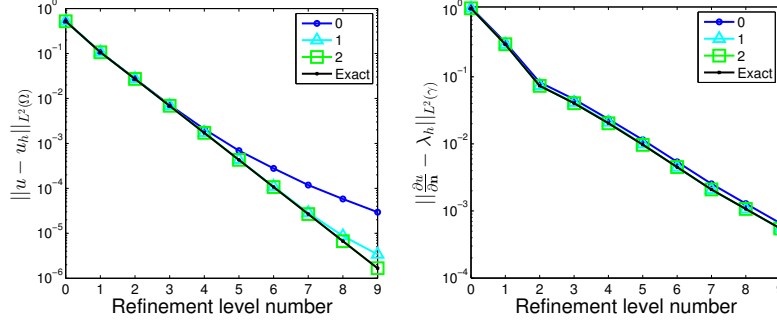 10^0
10^-1
10^-2
10^-3
10^-4
10^-5
10^-6
||u − u_h||_{L^2(Ω)}
0 1 2 3 4 5 6 7 8 9
Refinement level number
0
1
2
Exact
10^0
10^-1
10^-2
10^-3
10^-4
||∂u/∂n − λ_h||_{L^2(γ)}
0 1 2 3 4 5 6 7 8 9
Refinement level number
0
1
2
Exact